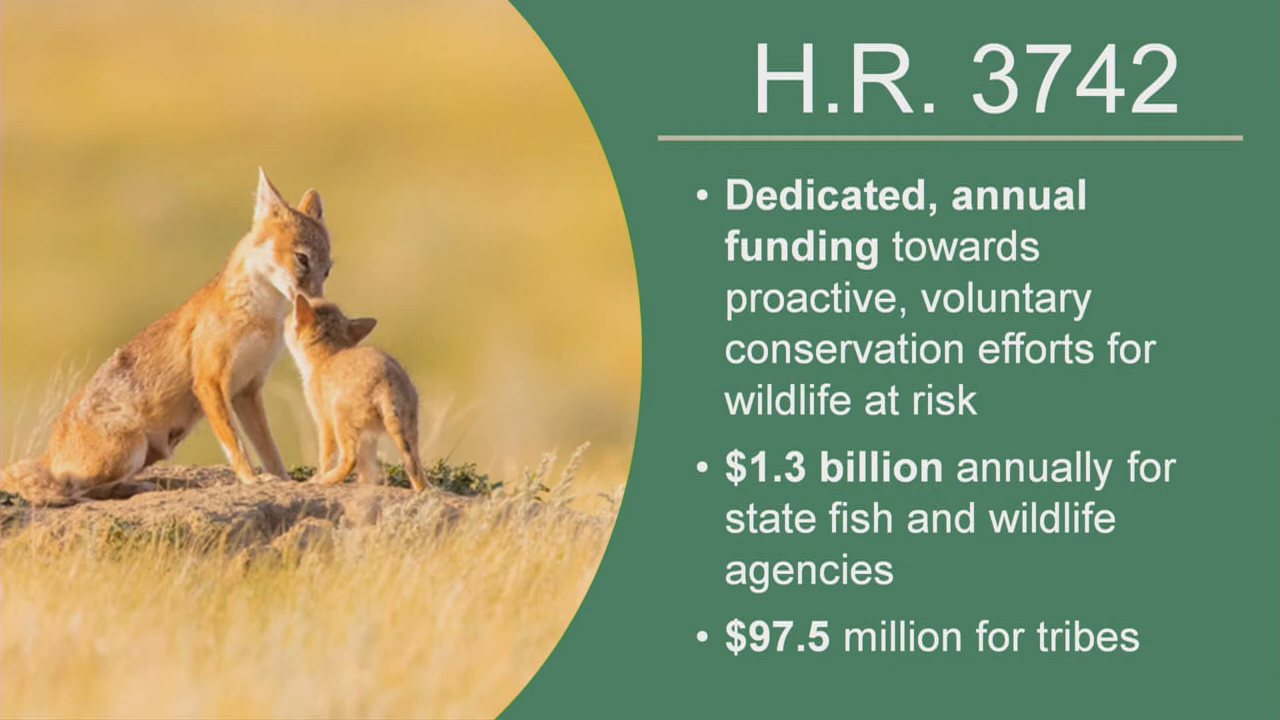 H.R. 3742
• Dedicated, annual
funding towards
proactive, voluntary
conservation efforts for
wildlife at risk
• $1.3 billion annually for
state fish and wildlife
agencies
• $97.5 million for tribes